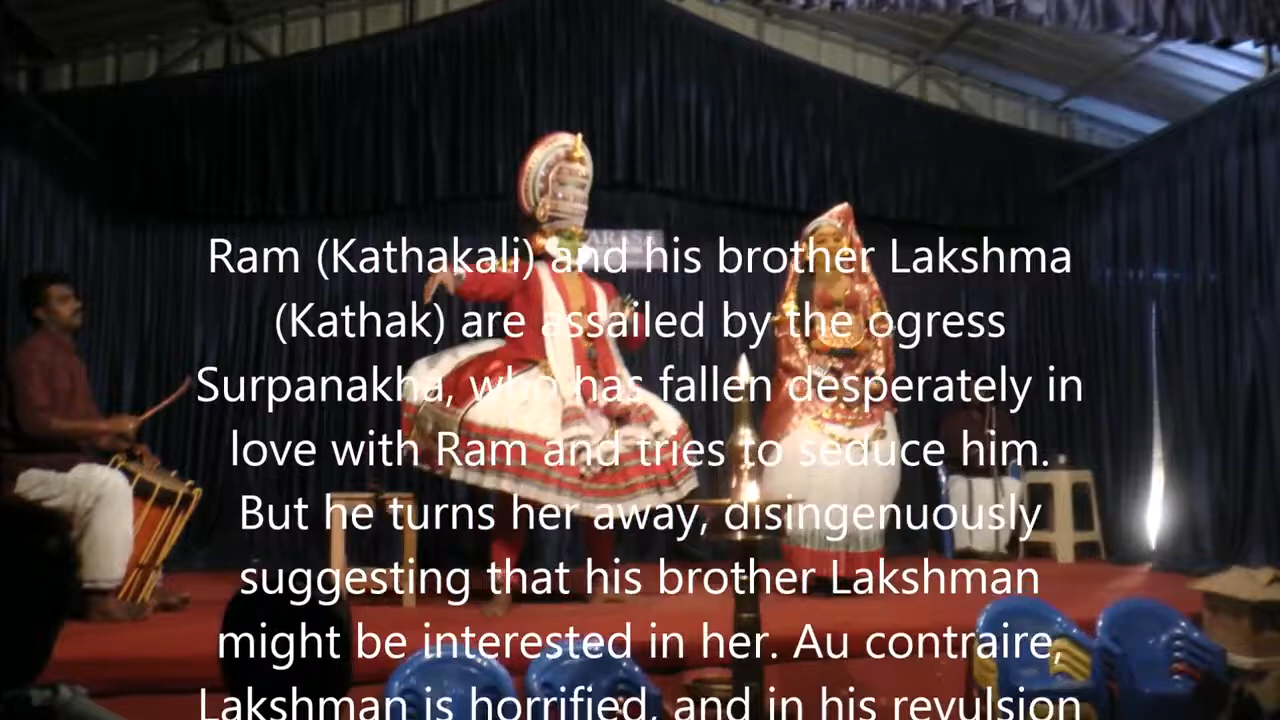 Ram (Kathakali) and his brother Lakshma
(Kathak) are assailed by the ogress
Surpanakha, who has fallen desperately in
love with Ram and tries to seduce him.
But he turns her away, disingenuously
suggesting that his brother Lakshman
might be interested in her. Au contraire,
Lakshman is horrified, and in his revulsion